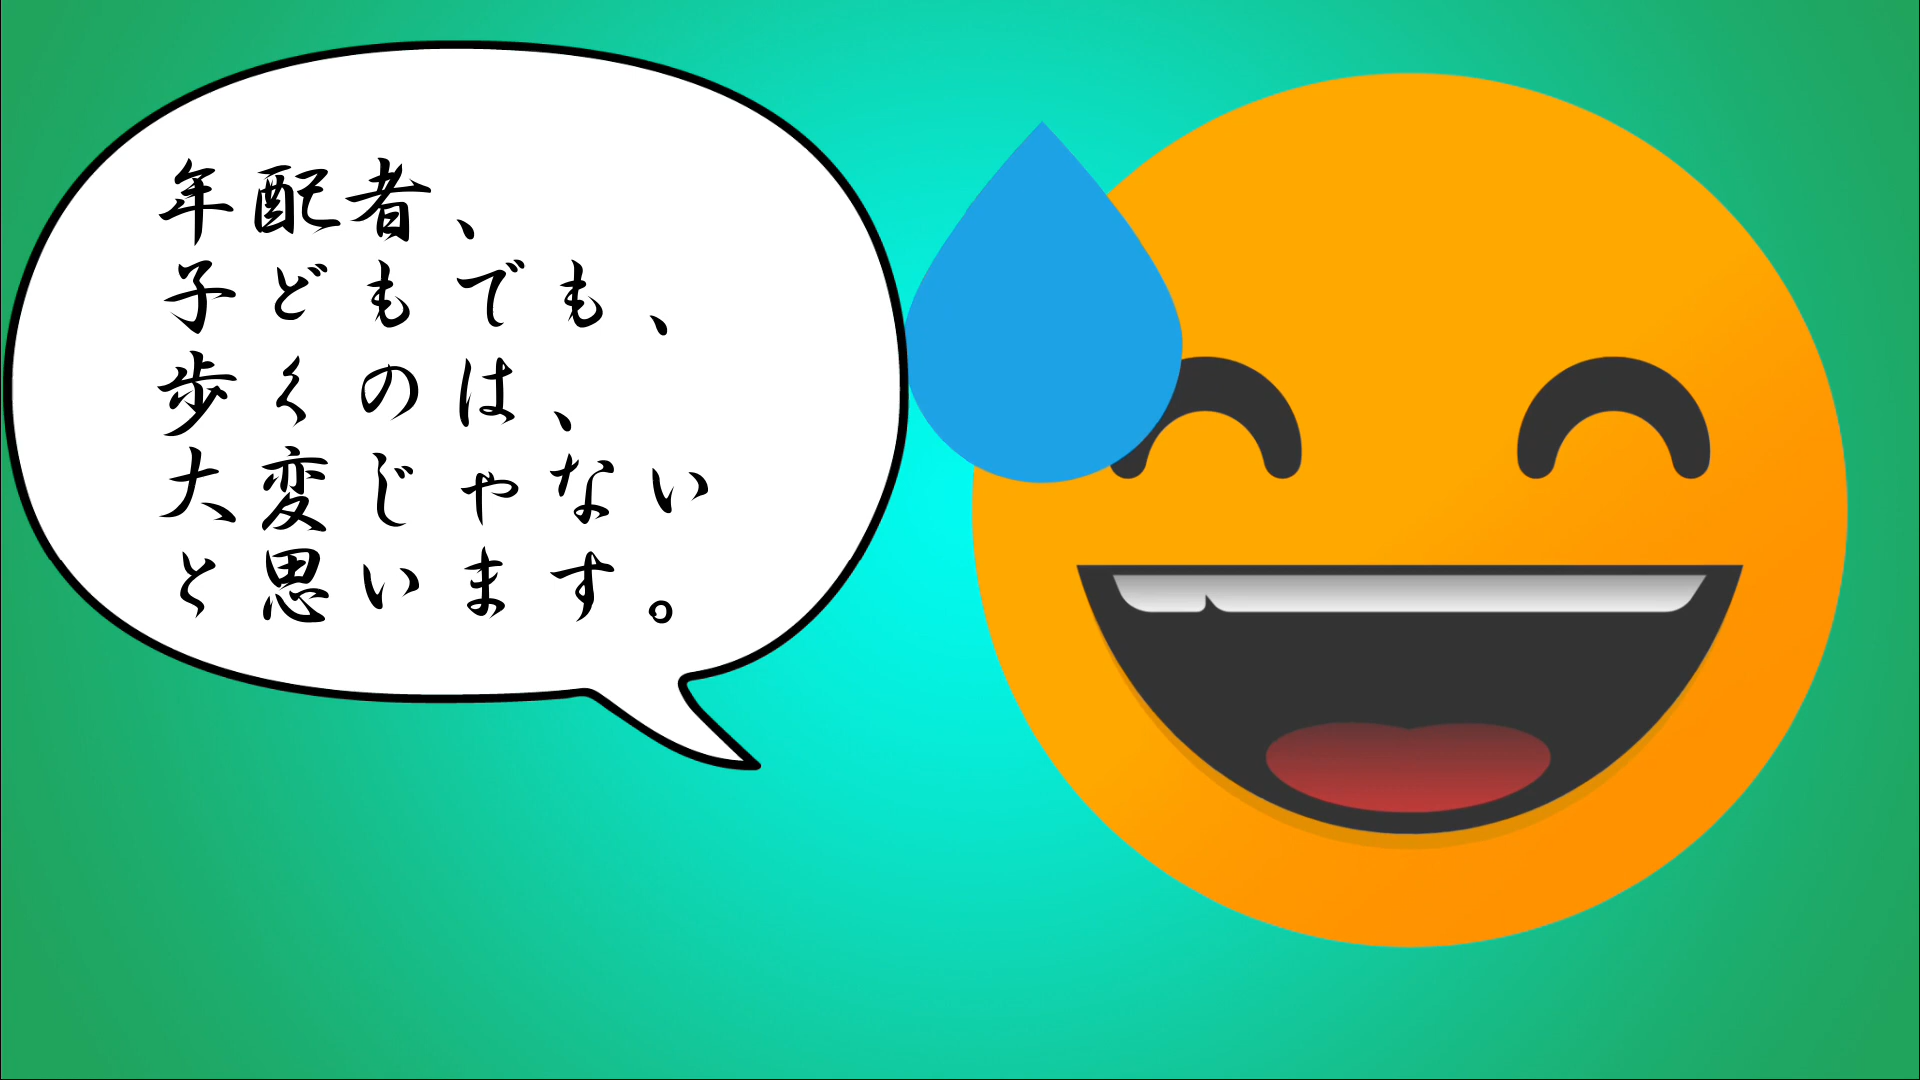 年配者、
子どもでも、
歩くのは、
大変じゃない
と思います。